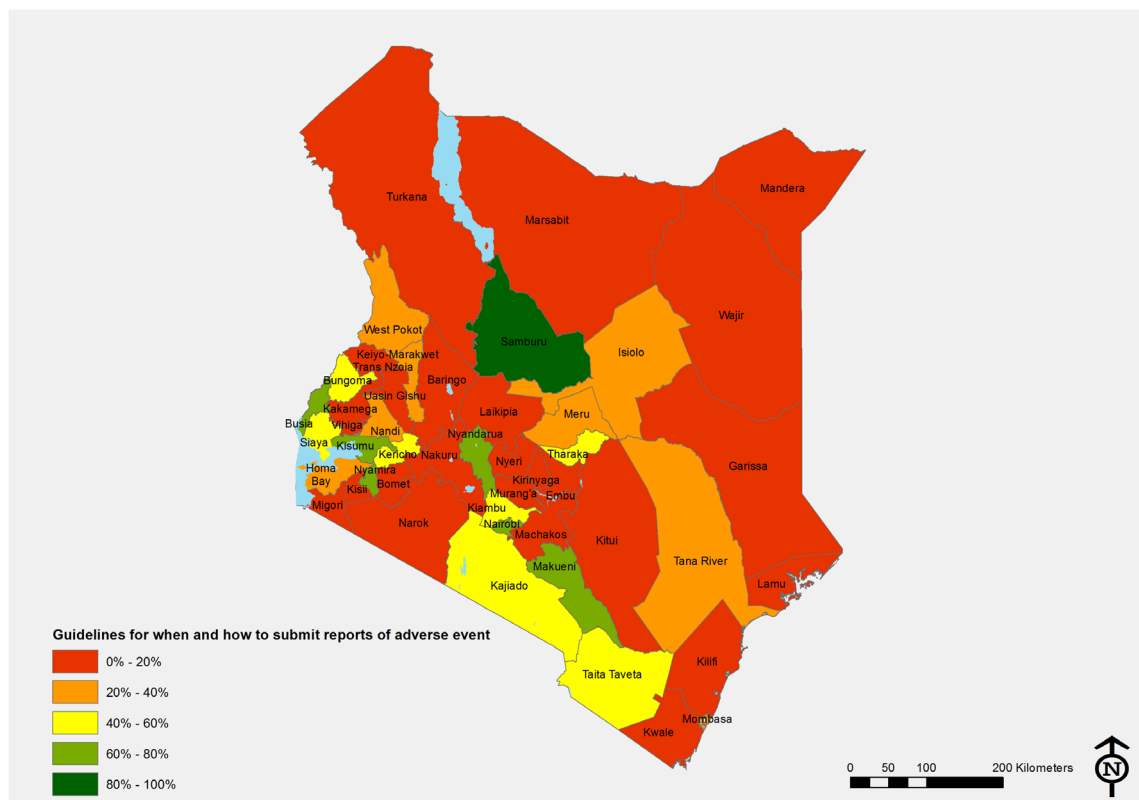 Mandera
Turkana
Marsabit
Wajir
West Pokot
Samburu
Isiolo
Keiyo-Marakwet
Trans Nzoia
Bungoma
Baringo
Uasin Gishu
Kakamega
Laikipia
Meru
Busia
Vihiga
Nandi
Nyandarua
Siaya
Kisumu
Kericho
Nakuru
Tharaka
Nyeri
Garissa
Homa
Bay
Nyamira
Kirinyaga
Kisii
Bomet
Murang'a
Embu
Migori
Kiambu
Narok
Nairobi
Machakos
Kitui
Makueni
Tana River
Kajiado
Lamu
Guidelines for when and how to submit reports of adverse event
0% - 20%
20% - 40%
40% - 60%
60% - 80%
80% - 100%
Kilifi
Taita Taveta
Mombasa
Kwale
0 50 100 200 Kilometers
N